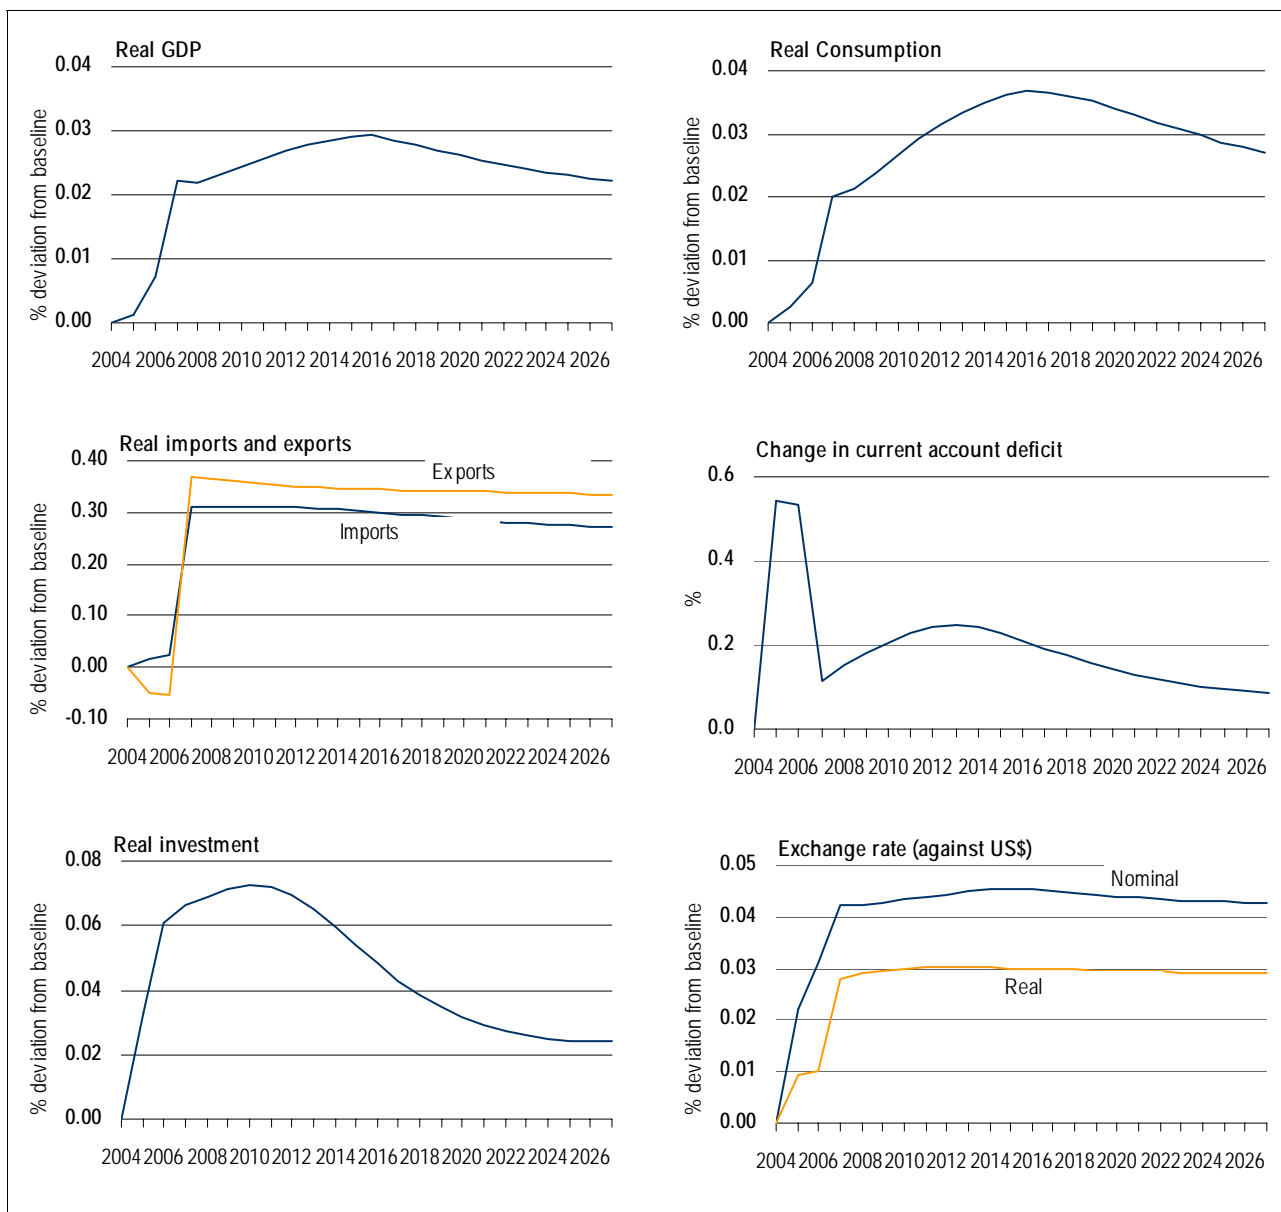 Real GDP
0.04
0.03
0.02
0.01
0.00
% deviation from baseline
2004 2006 2008 2010 2012 2014 2016 2018 2020 2022 2024 2026
Real Consumption
0.04
0.03
0.02
0.01
0.00
% deviation from baseline
2004 2006 2008 2010 2012 2014 2016 2018 2020 2022 2024 2026
Real imports and exports
0.40
0.30
0.20
0.10
0.00
-0.10
% deviation from baseline
Exports
Imports
2004 2006 2008 2010 2012 2014 2016 2018 2020 2022 2024 2026
Change in current account deficit
0.6
0.4
0.2
0.0
%
2004 2006 2008 2010 2012 2014 2016 2018 2020 2022 2024 2026
Real investment
0.08
0.06
0.04
0.02
0.00
% deviation from baseline
2004 2006 2008 2010 2012 2014 2016 2018 2020 2022 2024 2026
Exchange rate (against US$)
0.05
0.04
0.03
0.02
0.01
0.00
% deviation from baseline
Nominal
Real
2004 2006 2008 2010 2012 2014 2016 2018 2020 2022 2024 2026